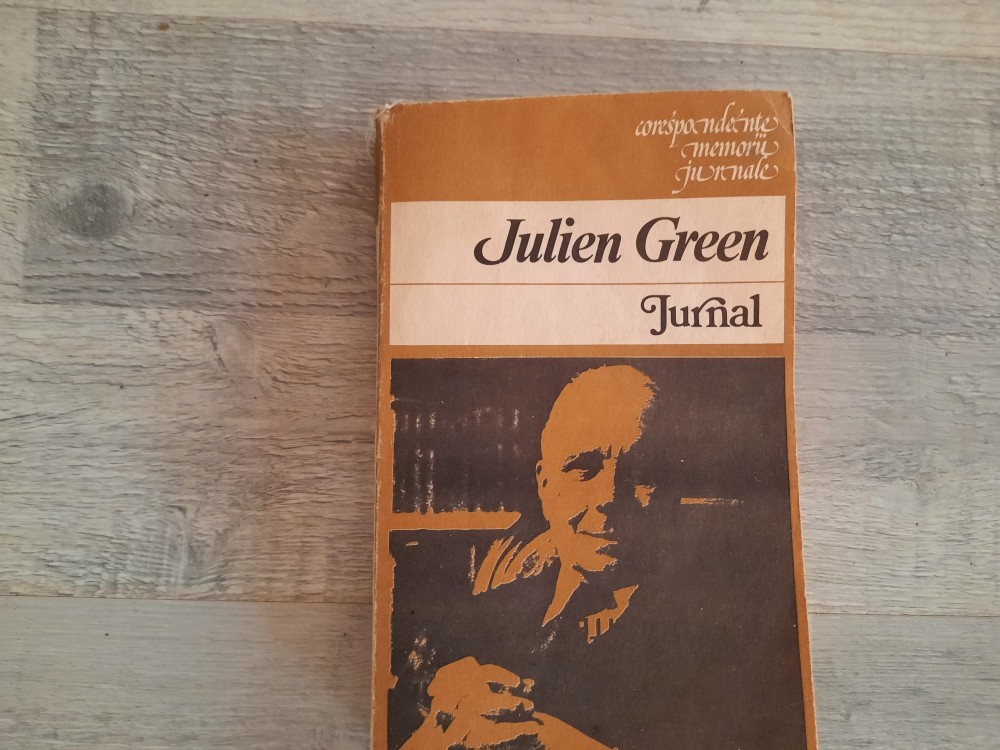 corespondențe
memorii
jurnale
Julien Green
Jurnal